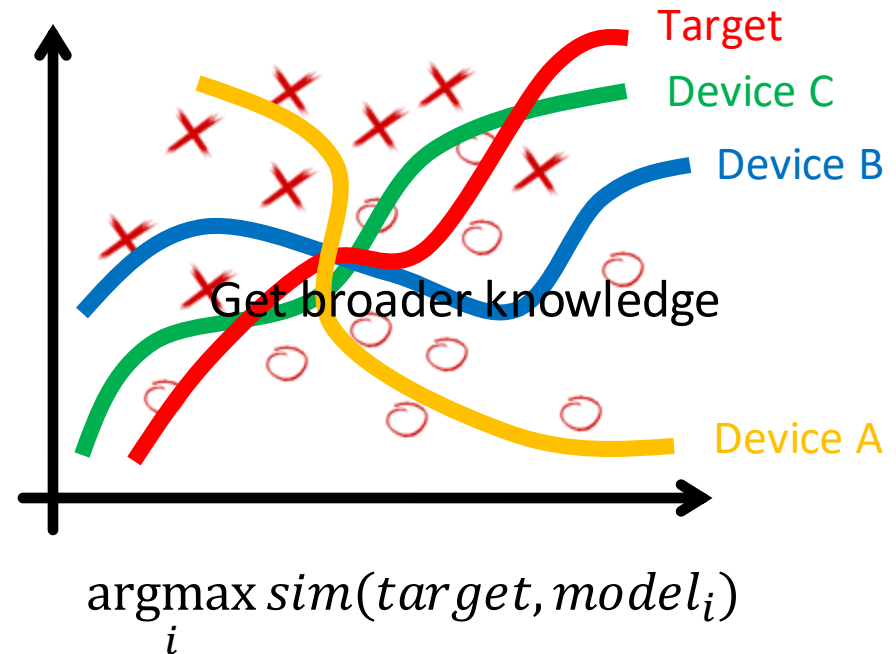 Target
Device C
Device B
Get broader knowledge
Device A
argmax sim(target, model_i)
i